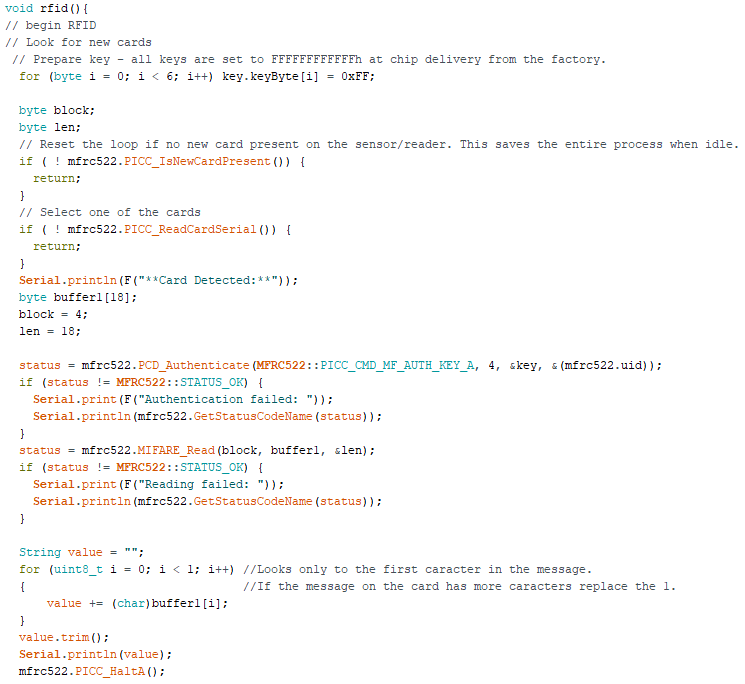 void rfid(){
// begin RFID
// Look for new cards
// Prepare key - all keys are set to FFFFFFFFFFFFh at chip delivery from the factory.
for (byte i = 0; i < 6; i++) key.keyByte[i] = 0xFF;
byte block;
byte len;
// Reset the loop if no new card present on the sensor/reader. This saves the entire process when idle.
if ( ! mfrc522.PICC_IsNewCardPresent()) {
return;
}
// Select one of the cards
if ( ! mfrc522.PICC_ReadCardSerial()) {
return;
}
Serial.println(F("**Card Detected:**"));
byte buffer1[18];
block = 4;
len = 18;
status = mfrc522.PCD_Authenticate(MFRC522::PICC_CMD_MF_AUTH_KEY_A, 4, &key, &(mfrc522.uid));
if (status != MFRC522::STATUS_OK) {
Serial.print(F("Authentication failed: "));
Serial.println(mfrc522.GetStatusCodeName(status));
}
status = mfrc522.MIFARE_Read(block, buffer1, &len);
if (status != MFRC522::STATUS_OK) {
Serial.print(F("Reading failed: "));
Serial.println(mfrc522.GetStatusCodeName(status));
}
String value = "";
for (uint8_t i = 0; i < 1; i++) //Looks only to the first caracter in the message.
{ //If the message on the card has more caracters replace the 1.
value += (char)buffer1[i];
}
value.trim();
Serial.println(value);
mfrc522.PICC_HaltA();